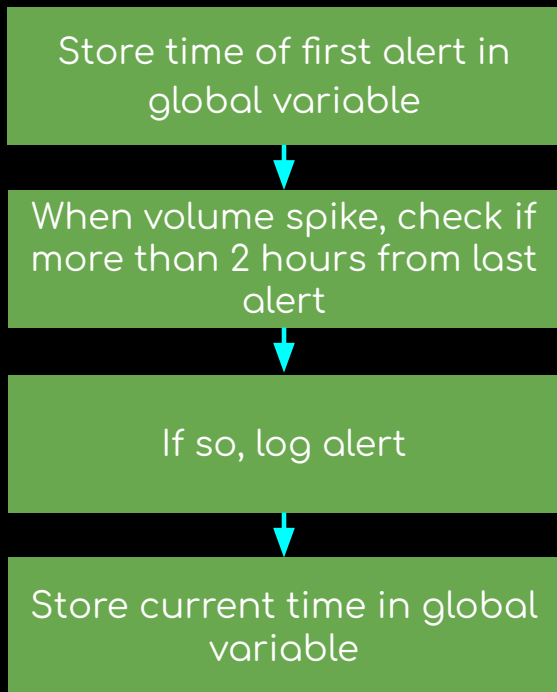 Store time of first alert in
global variable
When volume spike, check if
more than 2 hours from last
alert
If so, log alert
Store current time in global
variable